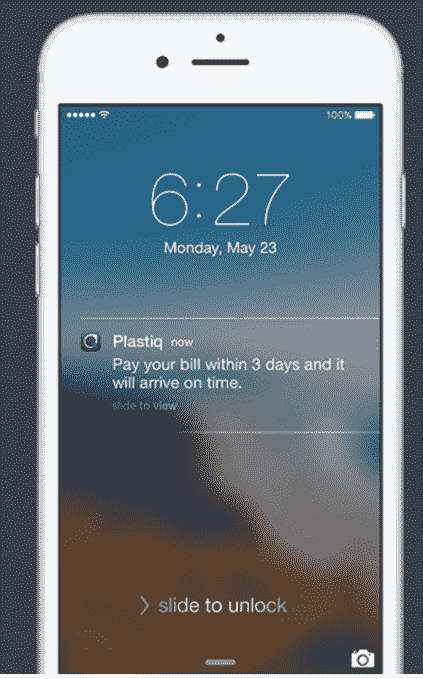 100%
6:27
Monday, May 23
Plastiq now
Pay your bill within 3 days and it
will arrive on time.
slide to view
> slide to unlock